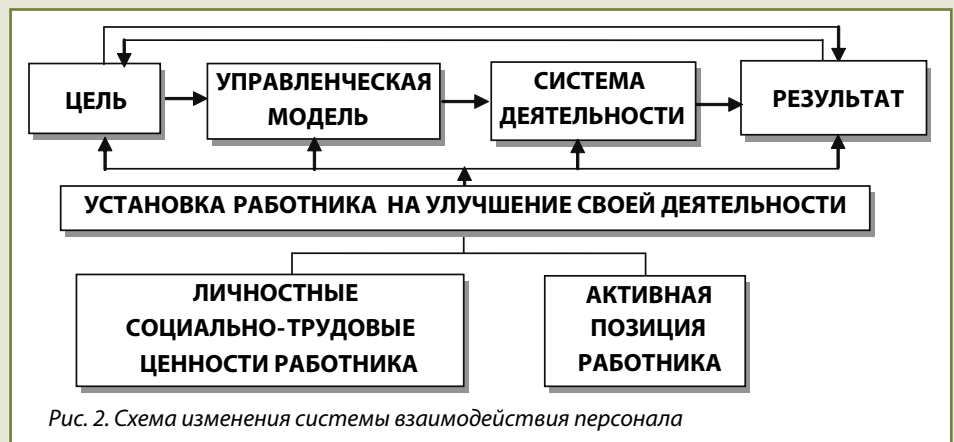 ЦЕЛЬ
УПРАВЛЕНЧЕСКАЯ
МОДЕЛЬ
СИСТЕМА
ДЕЯТЕЛЬНОСТИ
РЕЗУЛЬТАТ
УСТАНОВКА РАБОТНИКА НА УЛУЧШЕНИЕ СВОЕЙ ДЕЯТЕЛЬНОСТИ
ЛИЧНОСТНЫЕ
СОЦИАЛЬНО-ТРУДОВЫЕ
ЦЕННОСТИ РАБОТНИКА
АКТИВНАЯ
ПОЗИЦИЯ
РАБОТНИКА
Рис. 2. Схема изменения системы взаимодействия персонала